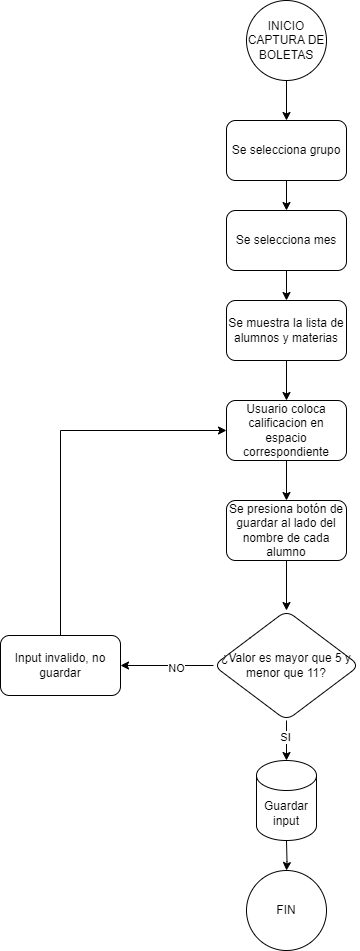 INICIO
CAPTURA DE
BOLETAS
Se selecciona grupo
Se selecciona mes
Se muestra la lista de
alumnos y materias
Usuario coloca
calificacion en
espacio
correspondiente
Se presiona botón de
guardar al lado del
nombre de cada
alumno
¿Valor es mayor que 5 y
menor que 11?
NO
Input invalido, no
guardar
SI
Guardar
input
FIN